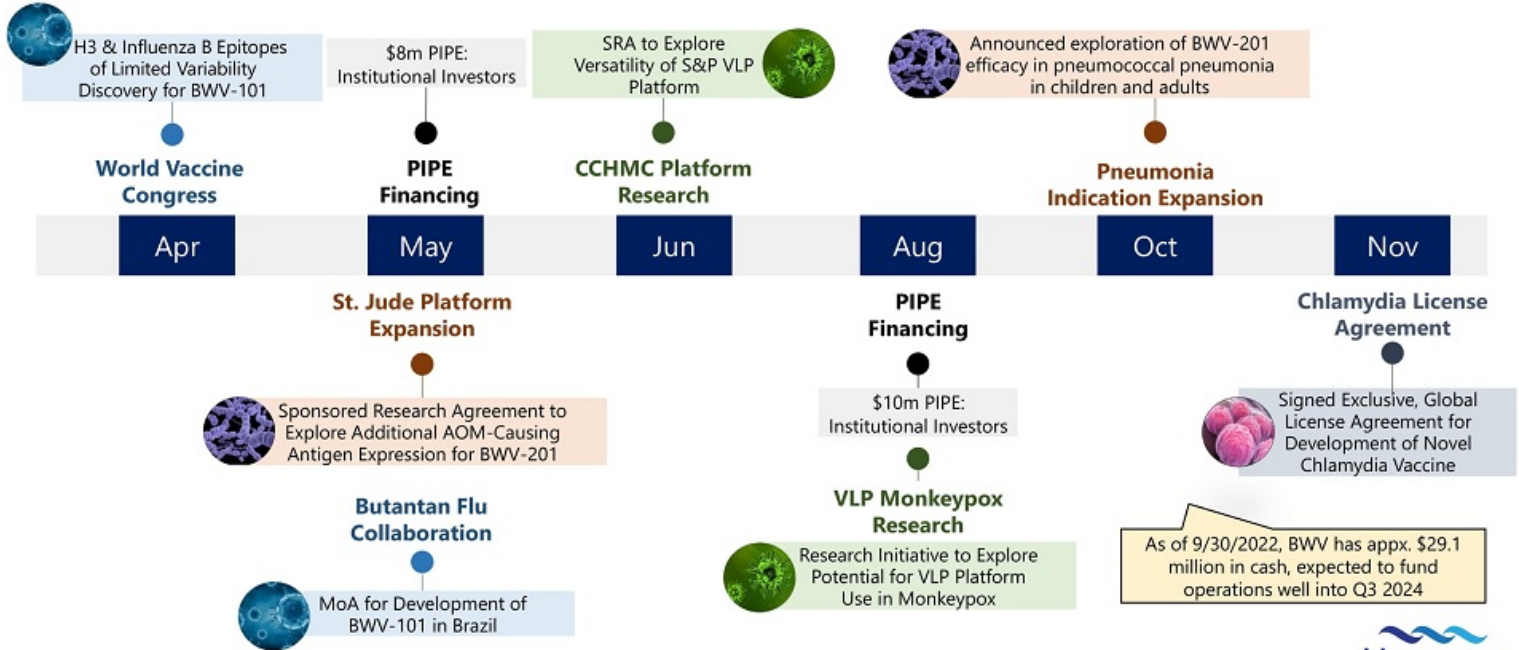 H3 & Influenza B Epitopes
of Limited Variability
Discovery for BWV-101
$8m PIPE:
Institutional Investors
SRA to Explore
Versatility of S&P VLP
Platform
Announced exploration of BWV-201
efficacy in pneumococcal pneumonia
in children and adults
World Vaccine
Congress
PIPE
Financing
CCHMC Platform
Research
Pneumonia
Indication Expansion
Apr
May
Jun
Aug
Oct
Nov
St. Jude Platform
Expansion
Sponsored Research Agreement to
Explore Additional AOM-Causing
Antigen Expression for BWV-201
Butantan Flu
Collaboration
MoA for Development of
BWV-101 in Brazil
PIPE
Financing
$10m PIPE:
Institutional Investors
VLP Monkeypox
Research
Research Initiative to Explore
Potential for VLP Platform
Use in Monkeypox
Chlamydia License
Agreement
Signed Exclusive, Global
License Agreement for
Development of Novel
Chlamydia Vaccine
As of 9/30/2022, BWV has appx. $29.1
million in cash, expected to fund
operations well into Q3 2024